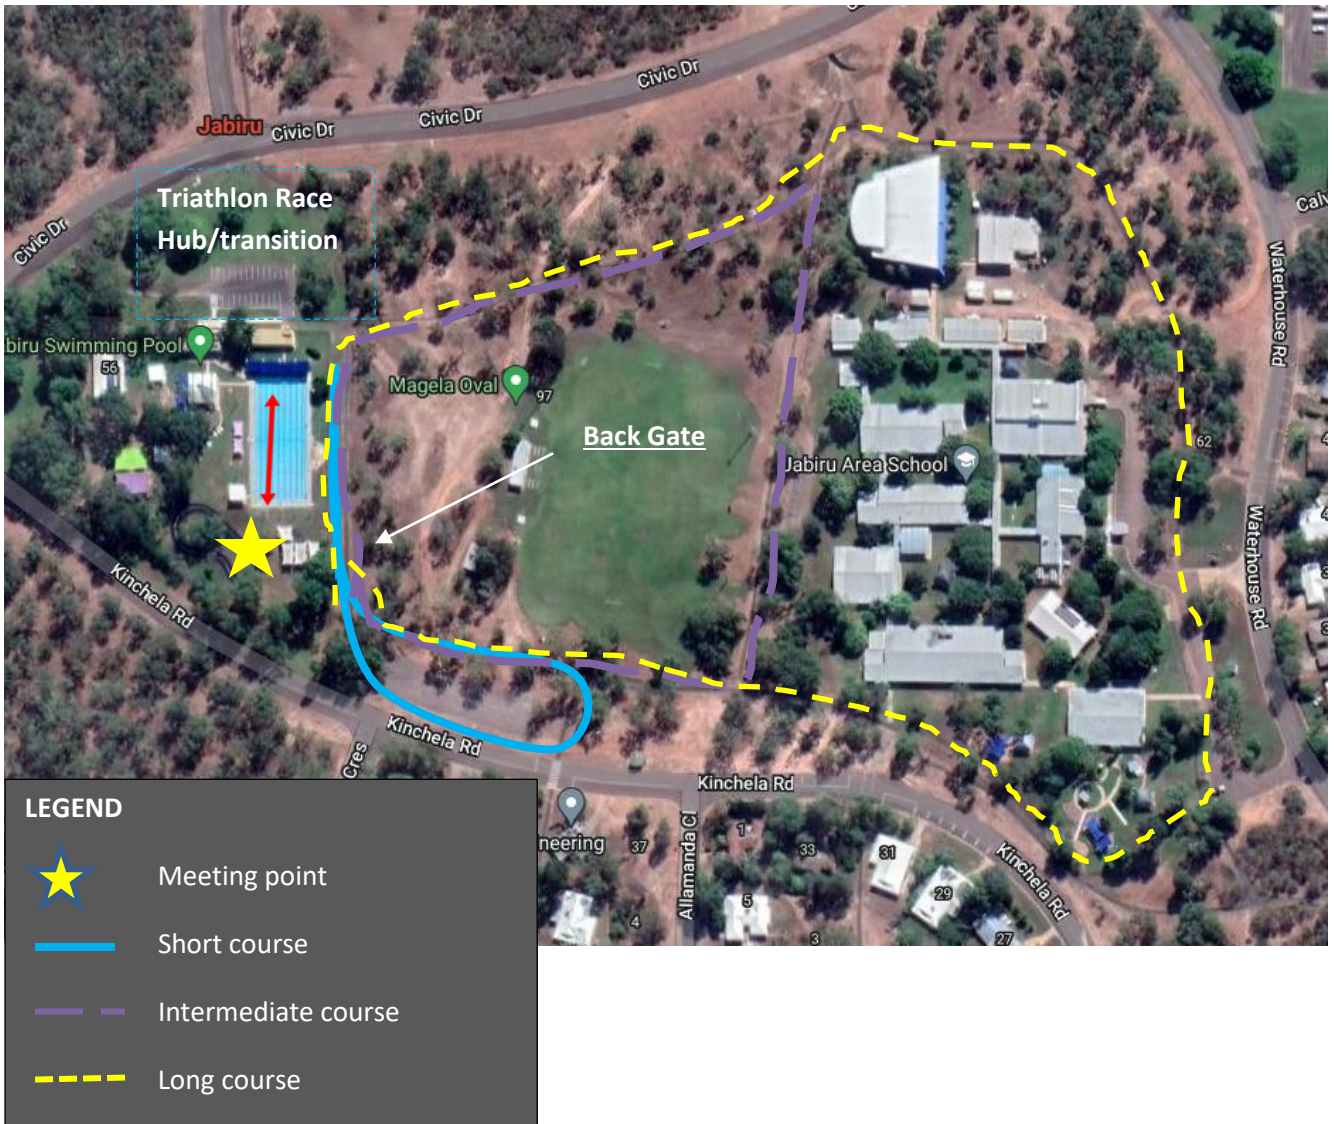 Civic Dr
Civic Dr
Jabiru
Civic Dr
Civic Dr
Triathlon Race
Hub/transition
Calv
Waterhouse Rd
biru Swimming Pool
56
Magela Oval
97
Back Gate
Jabiru Area School
62
Waterhouse Rd
Kinchela Rd
Kinchela Rd
Cres
Kinchela Rd
Kinchela Rd
neering
Allamanda Cl
37
1
33
31
4
5
29
3
27
LEGEND
Meeting point
Short course
Intermediate course
Long course